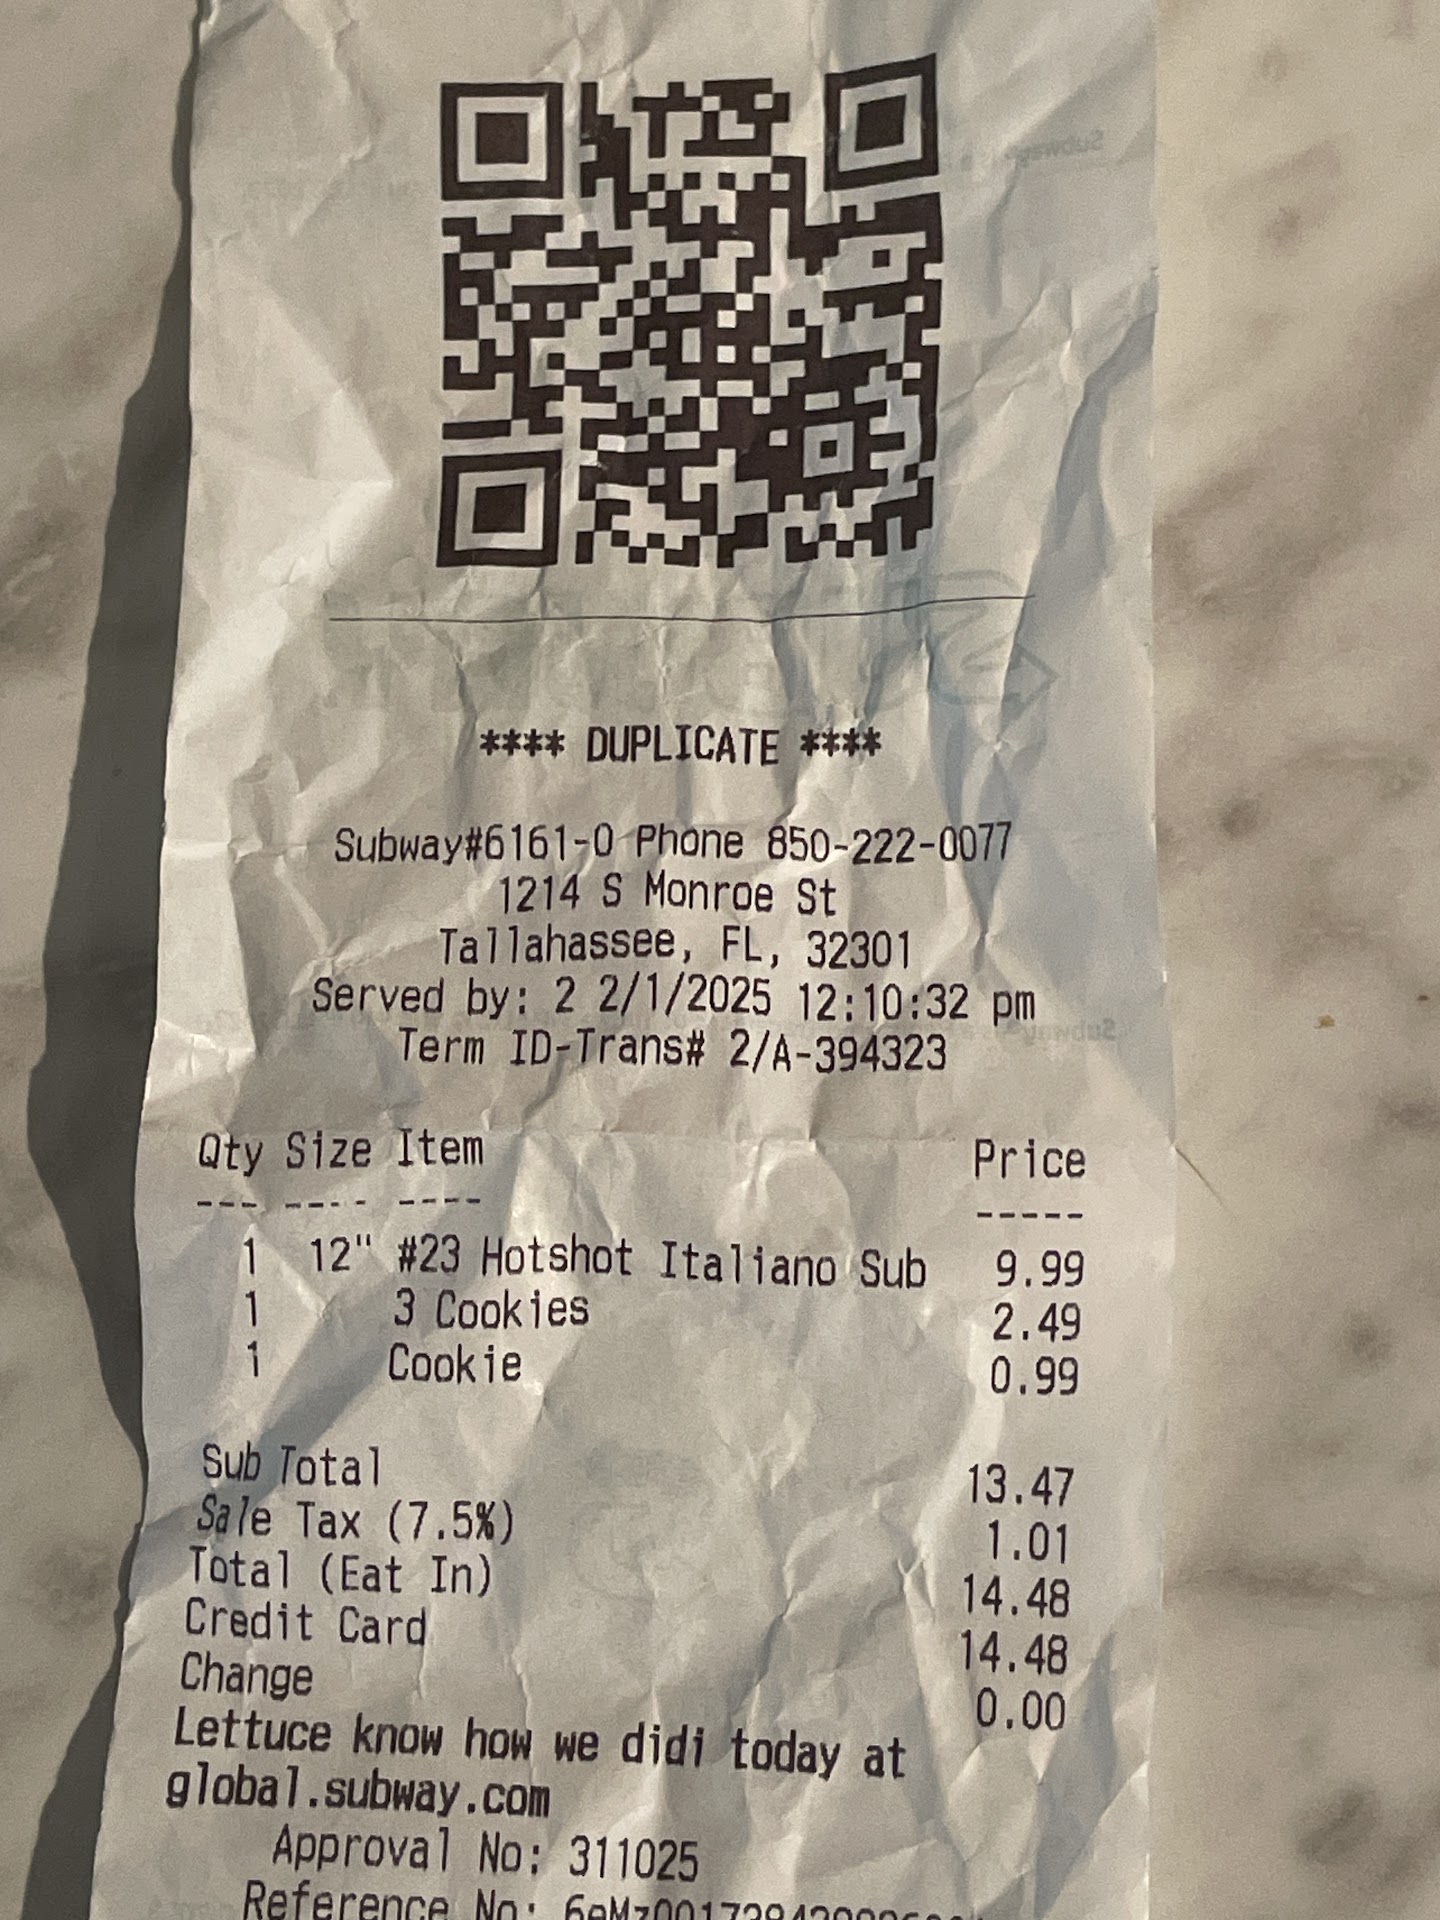 **** DUPLICATE ****
Subway#6161-0 Phone 850-222-0077
1214 S Monroe St
Tallahassee, FL, 32301
Served by: 2 2/1/2025 12:10:32 pm
Term ID-Trans# 2/A-394323
Qty Size Item Price
--- ---- ---- -----
1 12" #23 Hotshot Italiano Sub 9.99
1 3 Cookies 2.49
1 Cookie 0.99
Sub Total 13.47
Sale Tax (7.5%) 1.01
Total (Eat In) 14.48
Credit Card 14.48
Change 0.00
Lettuce know how we didi today at
global.subway.com
Approval No: 311025
Reference No: